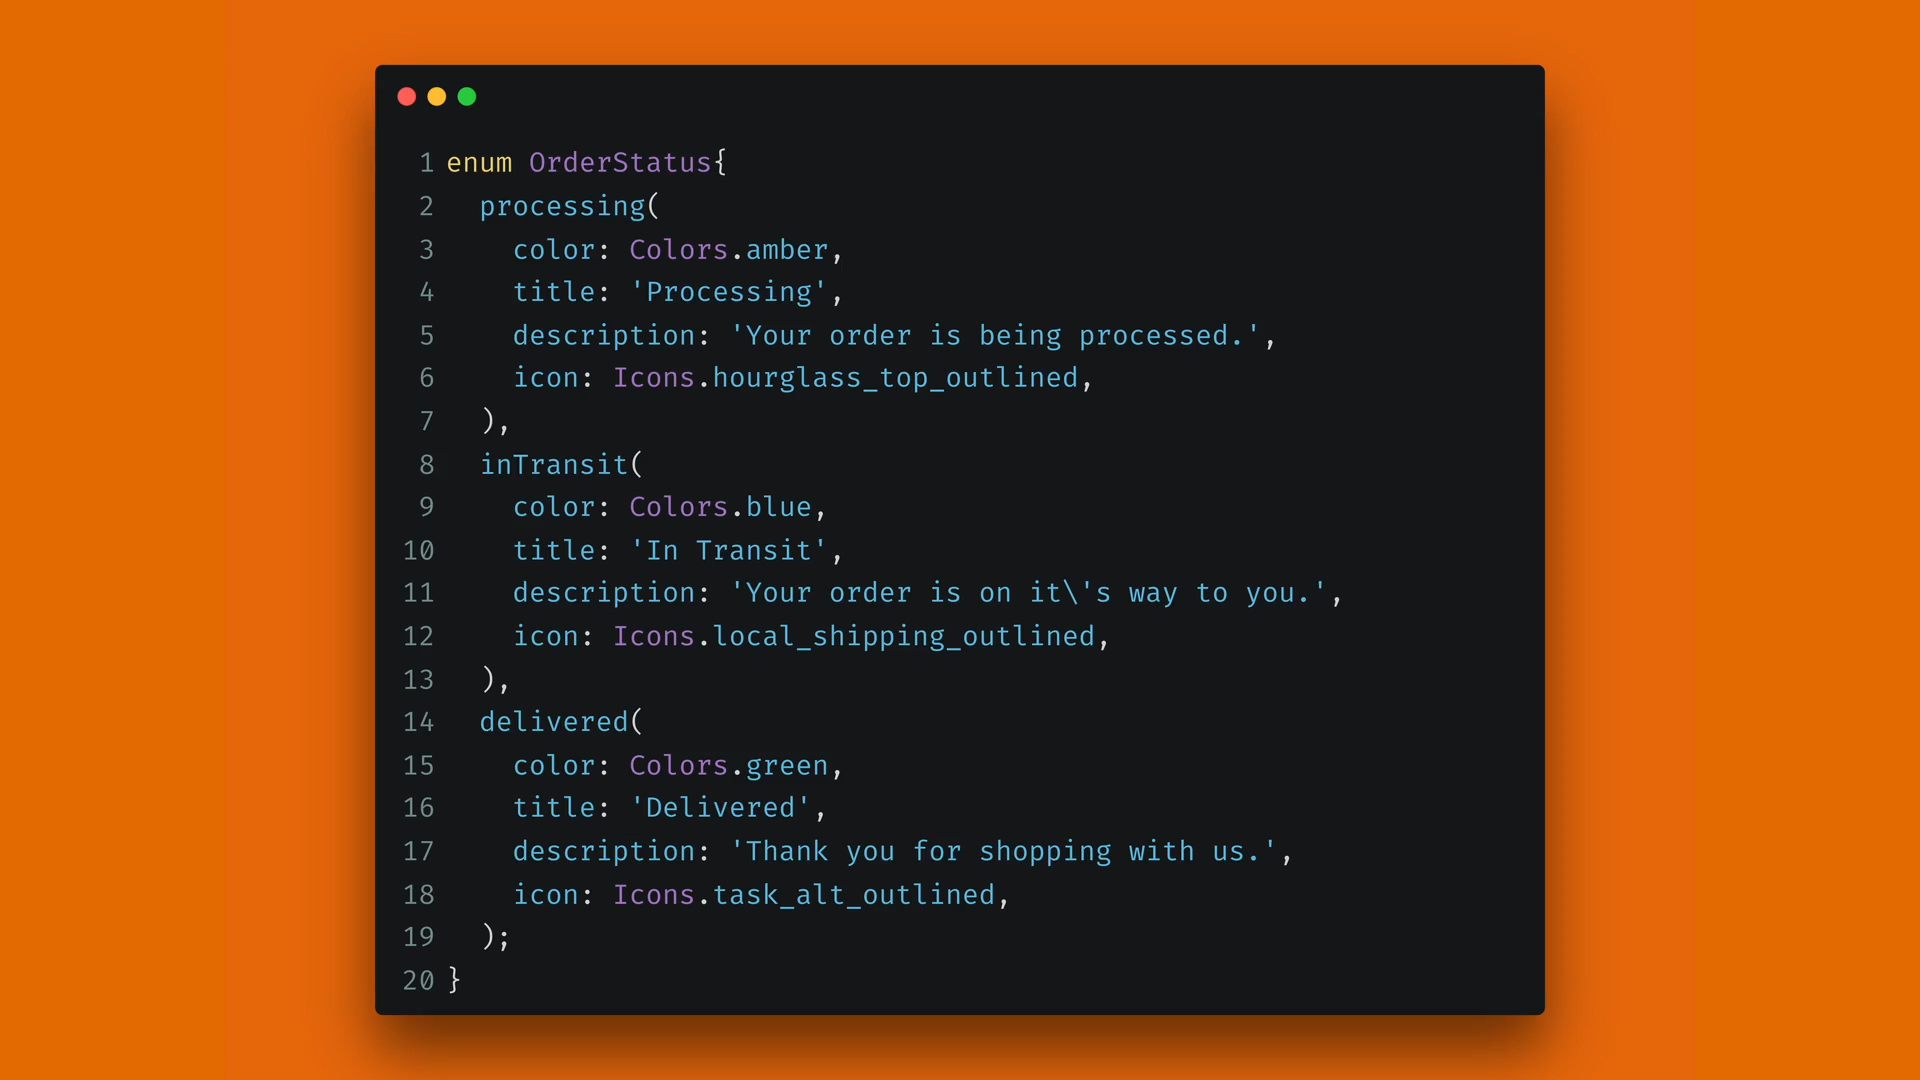 1 enum OrderStatus{
2   processing(
3     color: Colors.amber,
4     title: 'Processing',
5     description: 'Your order is being processed.',
6     icon: Icons.hourglass_top_outlined,
7   ),
8   inTransit(
9     color: Colors.blue,
10     title: 'In Transit',
11     description: 'Your order is on it\'s way to you.',
12     icon: Icons.local_shipping_outlined,
13   ),
14   delivered(
15     color: Colors.green,
16     title: 'Delivered',
17     description: 'Thank you for shopping with us.',
18     icon: Icons.task_alt_outlined,
19   );
20 }